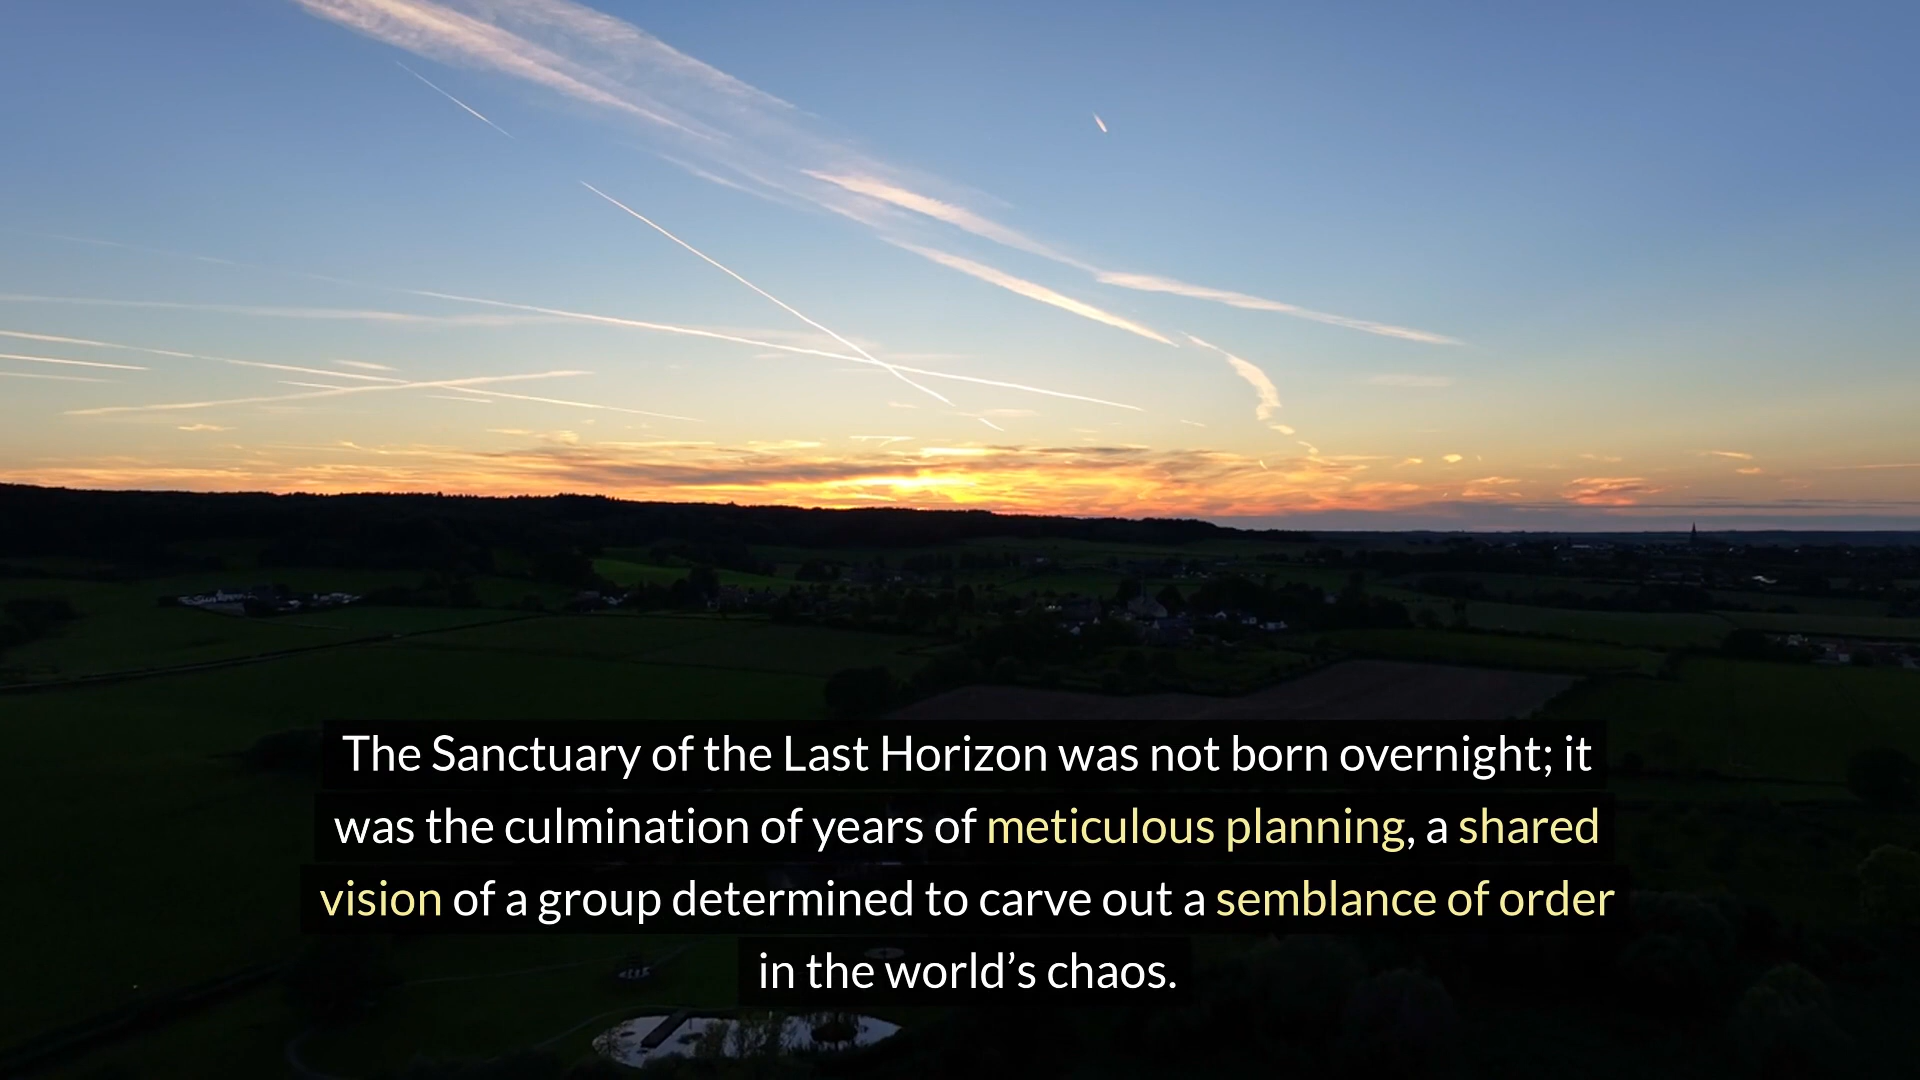 The Sanctuary of the Last Horizon was not born overnight; it
was the culmination of years of meticulous planning, a shared
vision of a group determined to carve out a semblance of order
in the world’s chaos.